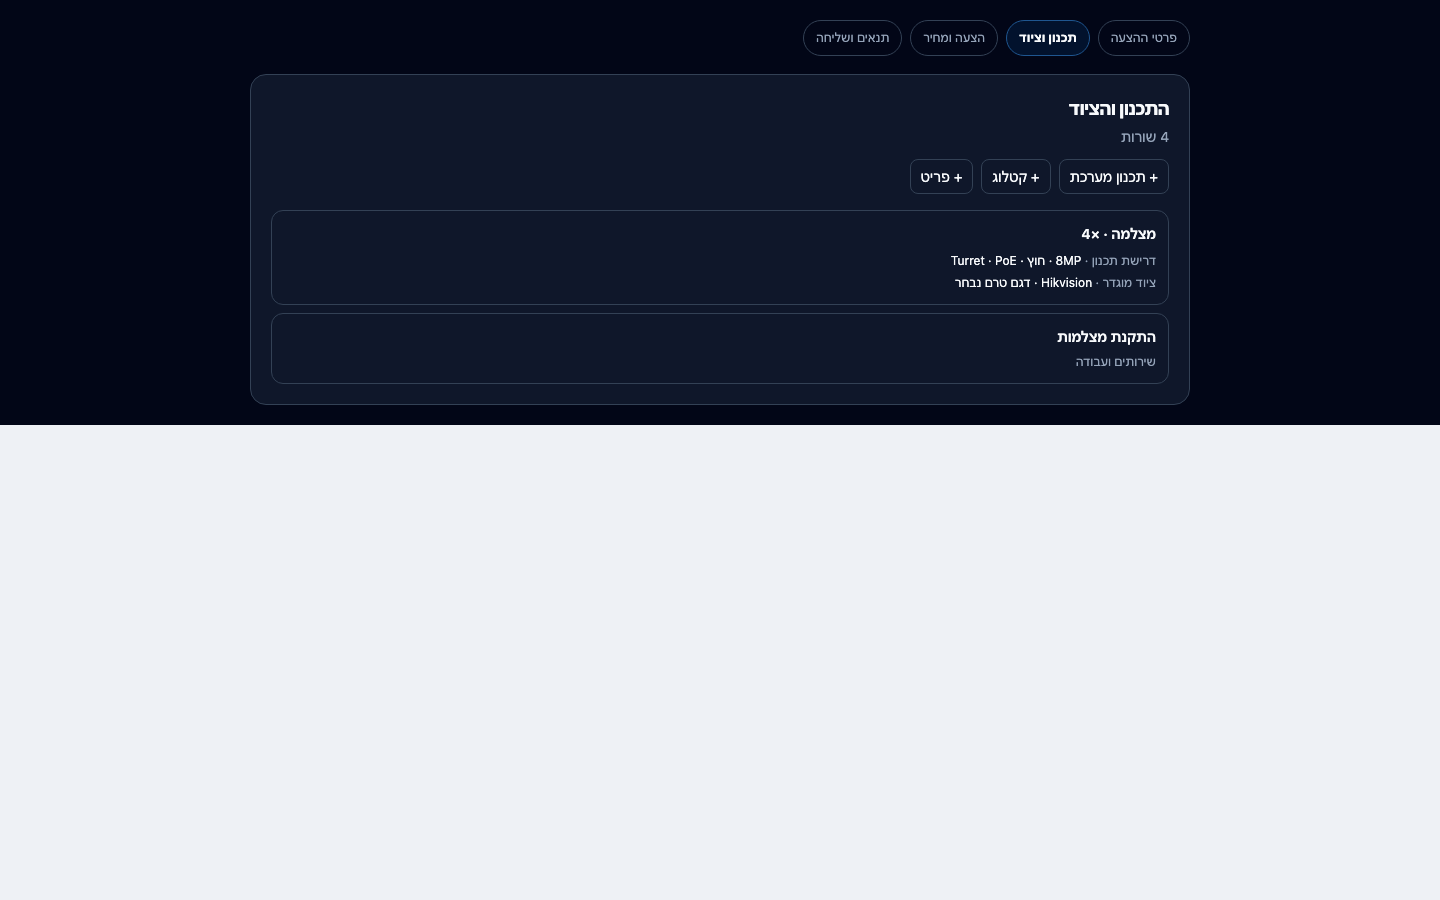 פרטי ההצעה
תכנון וציוד
הצעה ומחיר
תנאים ושליחה
התכנון והציוד
4 שורות
+ תכנון מערכת
+ קטלוג
+ פריט
מצלמה · ×4
דרישת תכנון · 8MP · חוץ · Turret · PoE
ציוד מוגדר · Hikvision · דגם טרם נבחר
התקנת מצלמות
שירותים ועבודה